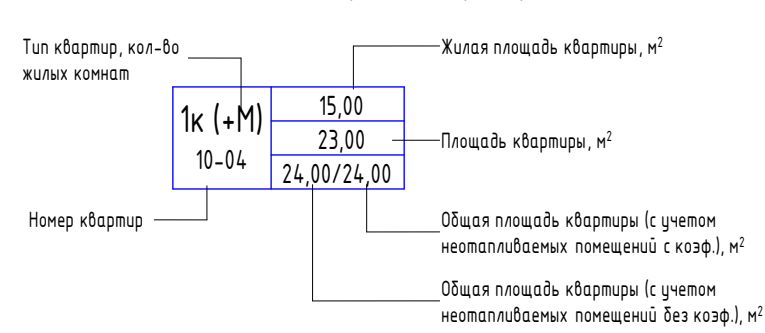 Тип квартир, кол-во
жилых комнат
Жилая площадь квартиры, м²
1к (+М)
10-04
15,00
23,00
24,00/24,00
Площадь квартиры, м²
Номер квартир
Общая площадь квартиры (с учетом
неотапливаемых помещений с коэф.), м²
Общая площадь квартиры (с учетом
неотапливаемых помещений без коэф.), м²